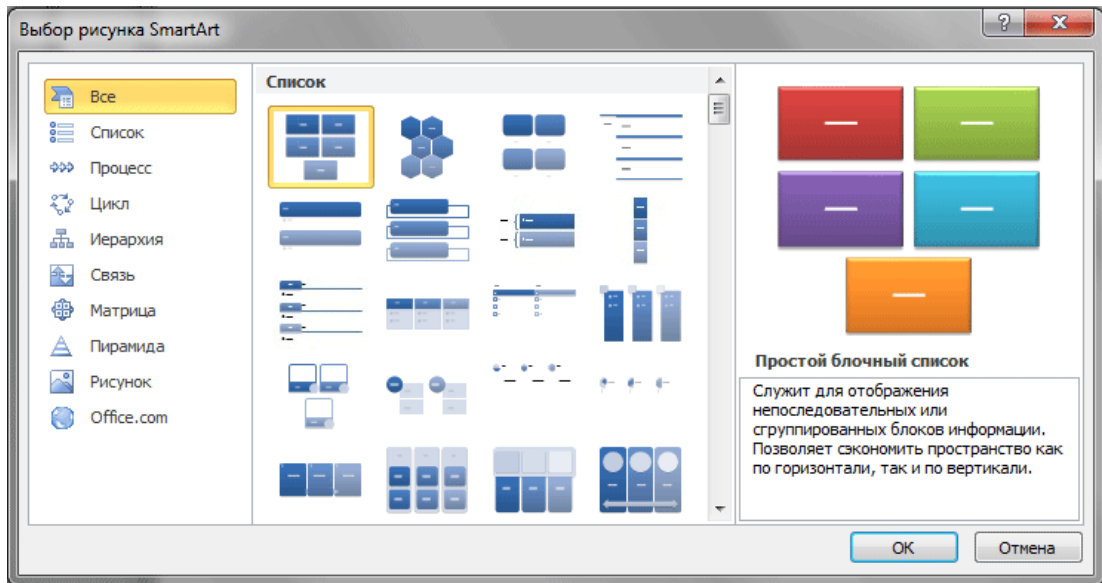 Выбор рисунка SmartArt
Все
Список
Процесс
Цикл
Иерархия
Связь
Матрица
Пирамида
Рисунок
Office.com
Список
Простой блочный список
Служит для отображения
непоследовательных или
сгруппированных блоков информации.
Позволяет сэкономить пространство как
по горизонтали, так и по вертикали.
ОК
Отмена